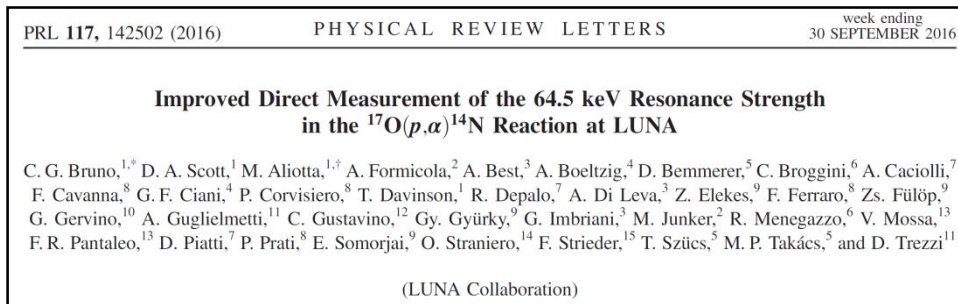 PRL 117, 142502 (2016) PHYSICAL REVIEW LETTERS week ending 30 SEPTEMBER 2016
Improved Direct Measurement of the 64.5 keV Resonance Strength
in the ¹⁷O(p,α)¹⁴N Reaction at LUNA
C. G. Bruno,¹,* D. A. Scott,¹ M. Aliotta,¹,† A. Formicola,² A. Best,³ A. Boeltzig,⁴ D. Bemmerer,⁵ C. Broggini,⁶ A. Caciolli,⁷
F. Cavanna,⁸ G. F. Ciani,⁴ P. Corvisiero,⁸ T. Davinson,¹ R. Depalo,⁷ A. Di Leva,³ Z. Elekes,⁹ F. Ferraro,⁸ Zs. Fülöp,⁹
G. Gervino,¹⁰ A. Guglielmetti,¹¹ C. Gustavino,¹² Gy. Gyürky,⁹ G. Imbriani,³ M. Junker,² R. Menegazzo,⁶ V. Mossa,¹³
F. R. Pantaleo,¹³ D. Piatti,⁷ P. Prati,⁸ E. Somorjai,⁹ O. Straniero,¹⁴ F. Strieder,¹⁵ T. Szücs,⁵ M. P. Takács,⁵ and D. Trezzi¹¹
(LUNA Collaboration)